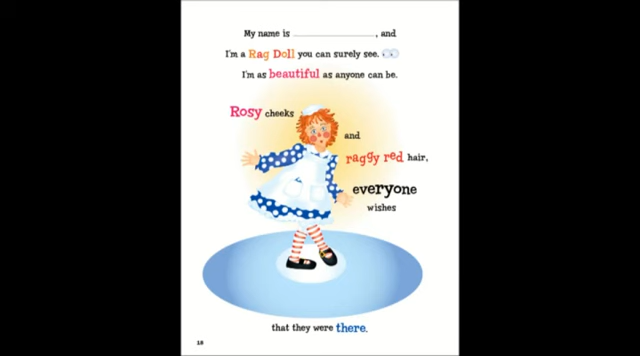 My name is ______________, and
I'm a Rag Doll you can surely see.
I'm as beautiful as anyone can be.
Rosy cheeks
and
raggy red hair,
everyone
wishes
that they were there.
18